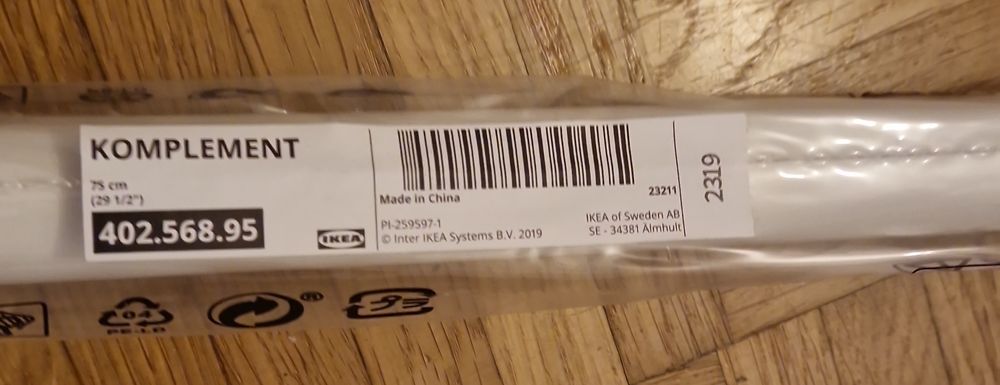 KOMPLEMENT
75 cm
(29 1/2")
402.568.95
IKEA
Made in China
23211
PI-259597-1
© Inter IKEA Systems B.V. 2019
IKEA of Sweden AB
SE - 34381 Älmhult
2319
04
PE-LD
®